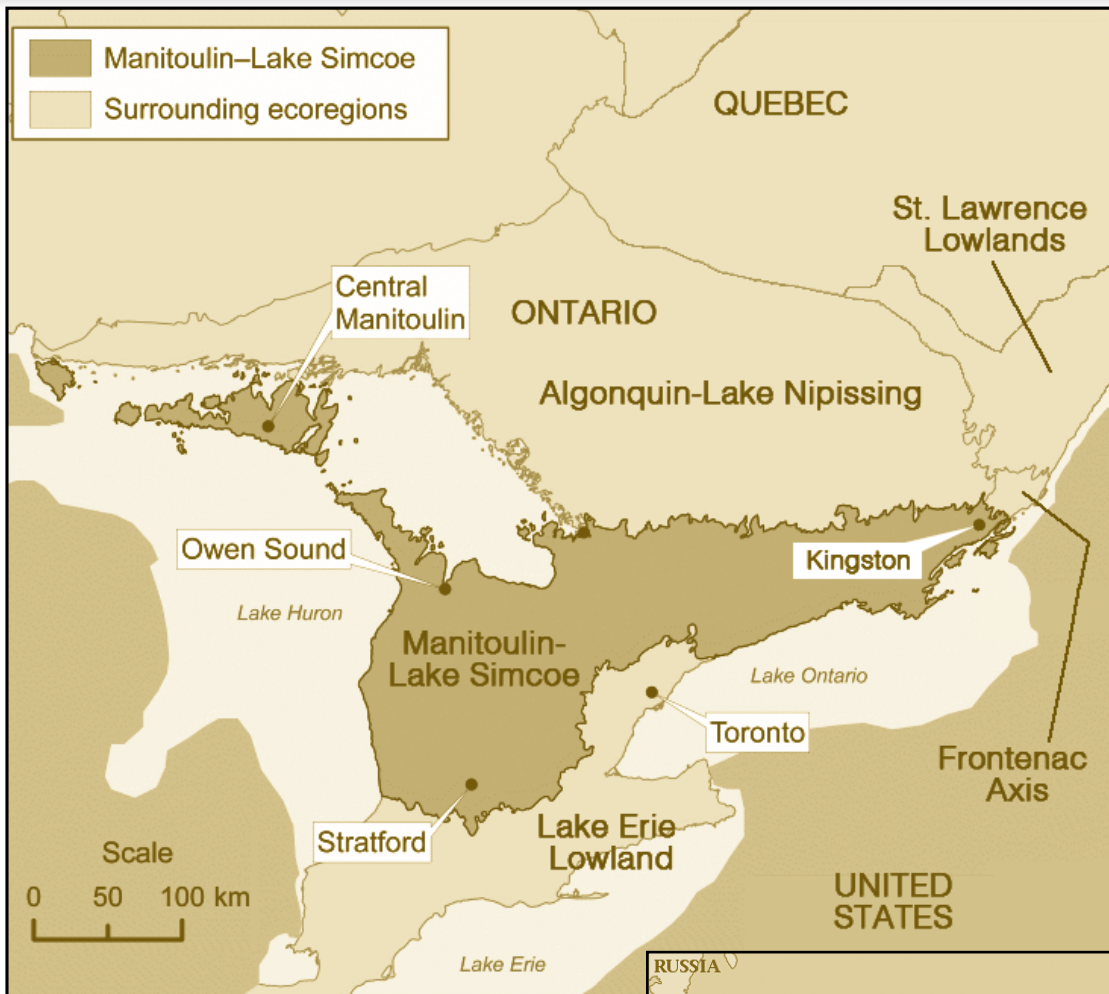 Manitoulin–Lake Simcoe
Surrounding ecoregions
QUEBEC
St. Lawrence
Lowlands
Central
Manitoulin
ONTARIO
Algonquin-Lake Nipissing
Owen Sound
Kingston
Lake Huron
Manitoulin-
Lake Simcoe
Lake Ontario
Toronto
Frontenac
Axis
Stratford
Lake Erie
Lowland
Scale
0 50 100 km
UNITED
STATES
Lake Erie
RUSSIA